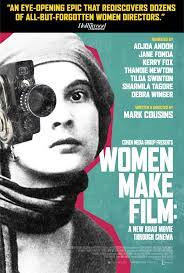 "AN EYE-OPENING EPIC THAT REDISCOVERS DOZENS
OF ALL-BUT-FORGOTTEN WOMEN DIRECTORS."
Hollywood
NARRATED BY
ADJOA ANDOH
JANE FONDA
KERRY FOX
THANDIE NEWTON
TILDA SWINTON
SHARMILA TAGORE
DEBRA WINGER
WRITTEN & DIRECTED BY
MARK COUSINS
COHEN MEDIA GROUP PRESENTS
WOMEN
MAKE
FILM:
A NEW ROAD MOVIE
THROUGH CINEMA